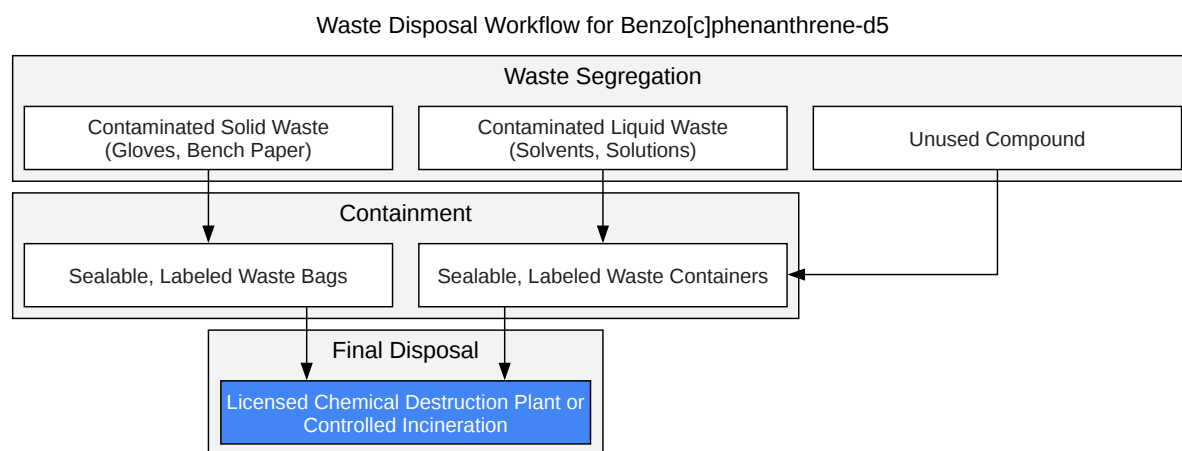 Waste Disposal Workflow for Benzo[c]phenanthrene-d5
Waste Segregation
Contaminated Solid Waste
(Gloves, Bench Paper)
Contaminated Liquid Waste
(Solvents, Solutions)
Unused Compound
Containment
Sealable, Labeled Waste Bags
Sealable, Labeled Waste Containers
Final Disposal
Licensed Chemical Destruction Plant or
Controlled Incineration